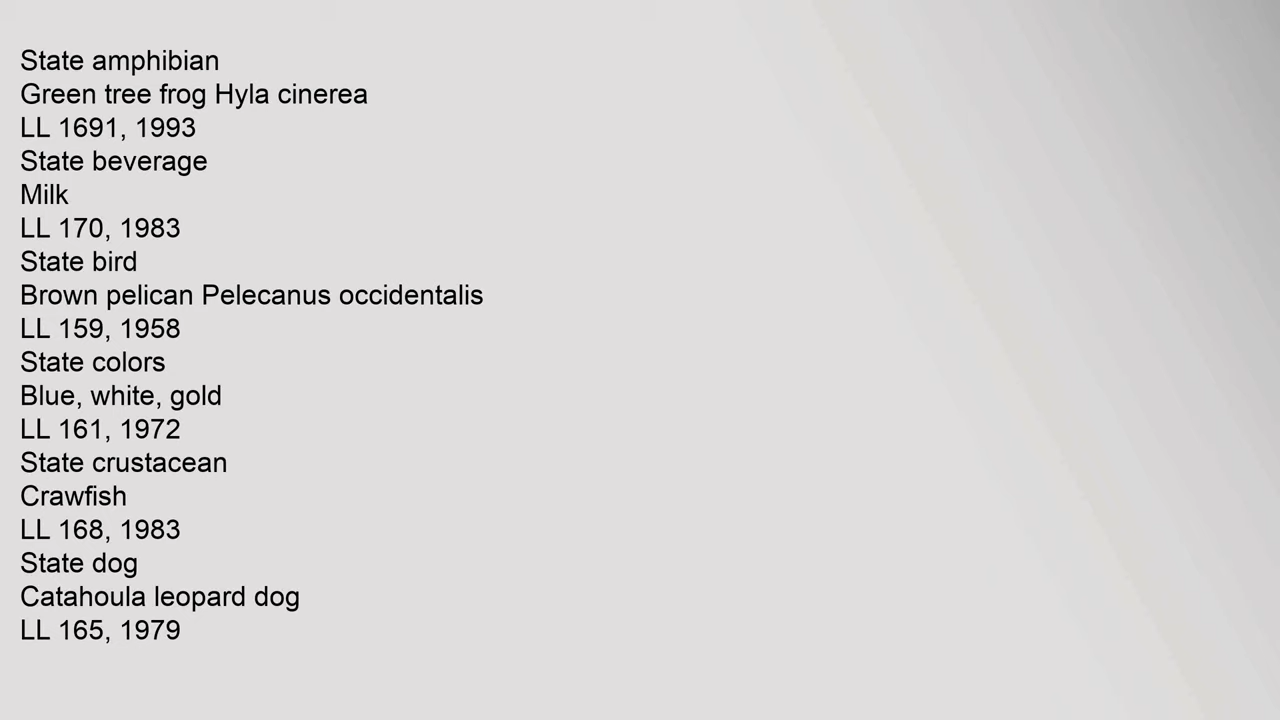 State amphibian
Green tree frog Hyla cinerea
LL 1691, 1993
State beverage
Milk
LL 170, 1983
State bird
Brown pelican Pelecanus occidentalis
LL 159, 1958
State colors
Blue, white, gold
LL 161, 1972
State crustacean
Crawfish
LL 168, 1983
State dog
Catahoula leopard dog
LL 165, 1979